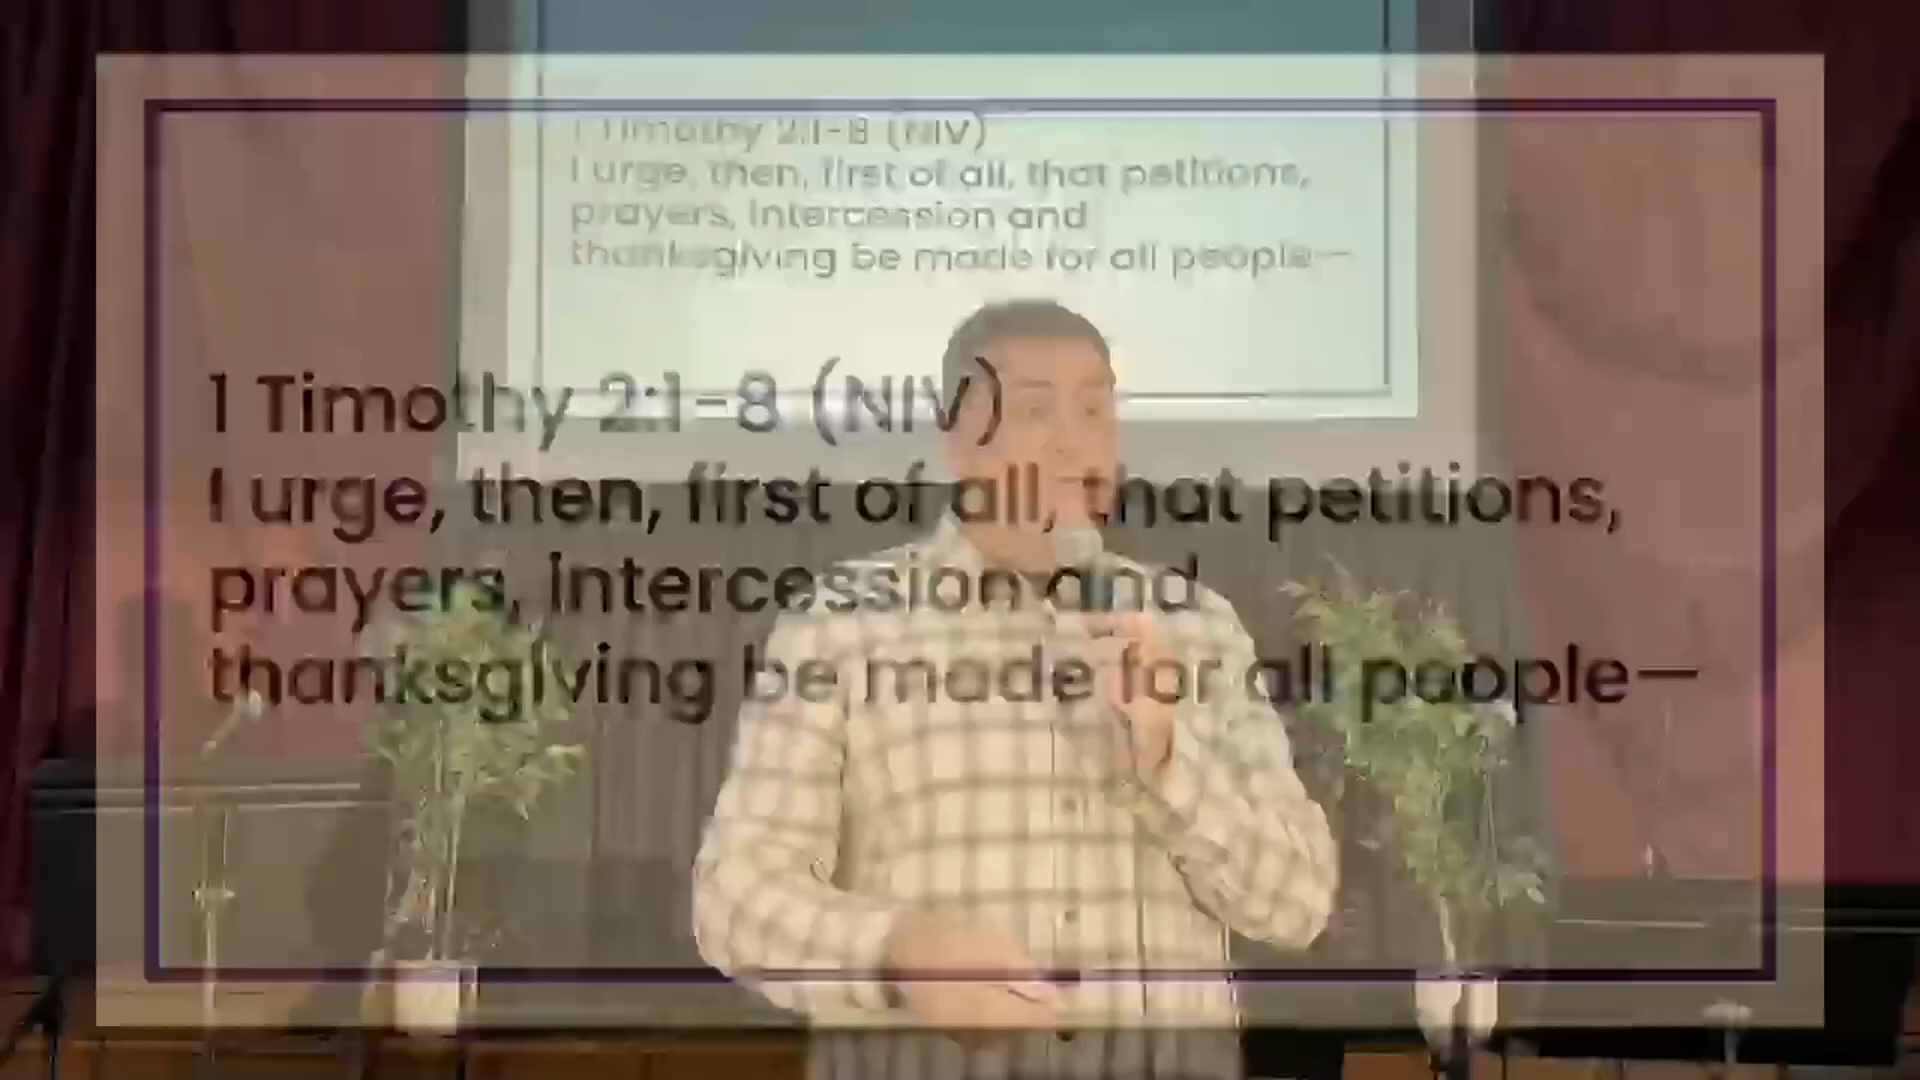 1 Timothy 2:1-8 (NIV)
I urge, then, first of all, that petitions,
prayers, intercession and
thanksgiving be made for all people—
1 Timothy 2:1-8 (NIV)
I urge, then, first of all, that petitions,
prayers, intercession and
thanksgiving be made for all people—